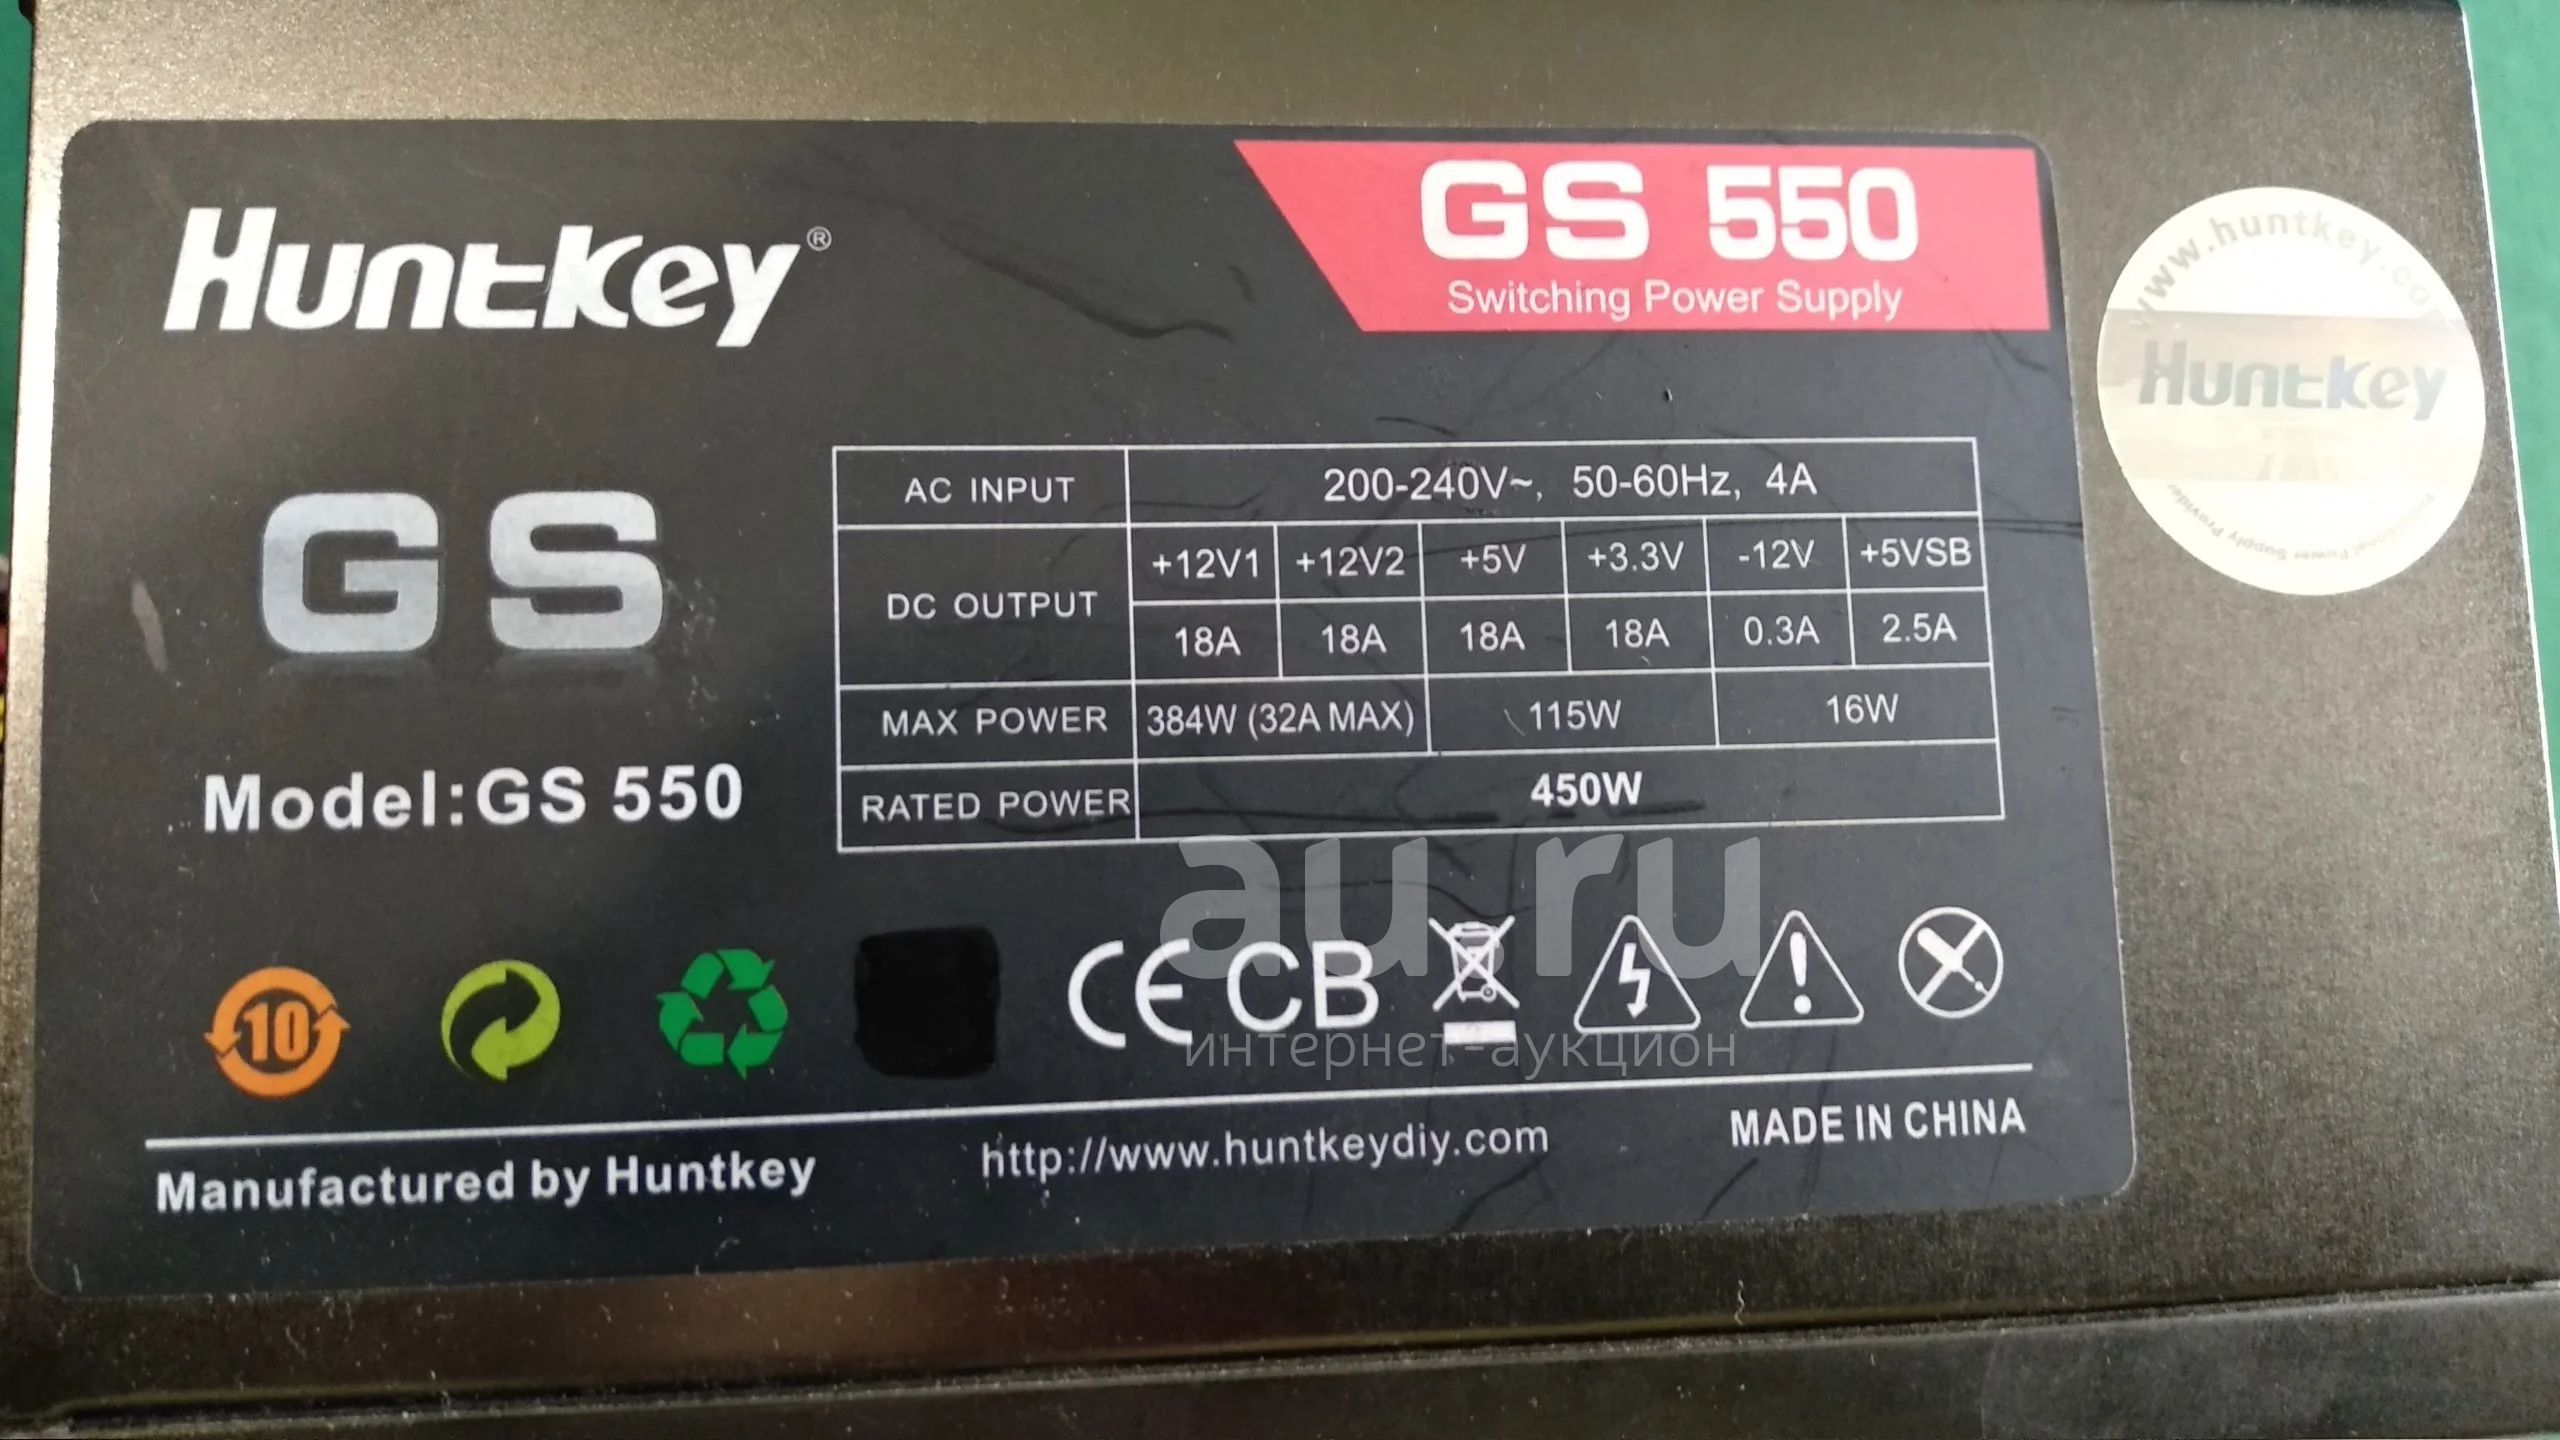 Huntkey®
GS 550
Switching Power Supply
www.huntkey.com
Huntkey
Professional Power Supply Provider
GS
Model:GS 550
AC INPUT 200-240V~, 50-60Hz, 4A
DC OUTPUT +12V1 +12V2 +5V +3.3V -12V +5VSB
18A 18A 18A 18A 0.3A 2.5A
MAX POWER 384W (32A MAX) 115W 16W
RATED POWER 450W
au.ru
интернет-аукцион
10
CE CB
Manufactured by Huntkey
http://www.huntkeydiy.com
MADE IN CHINA